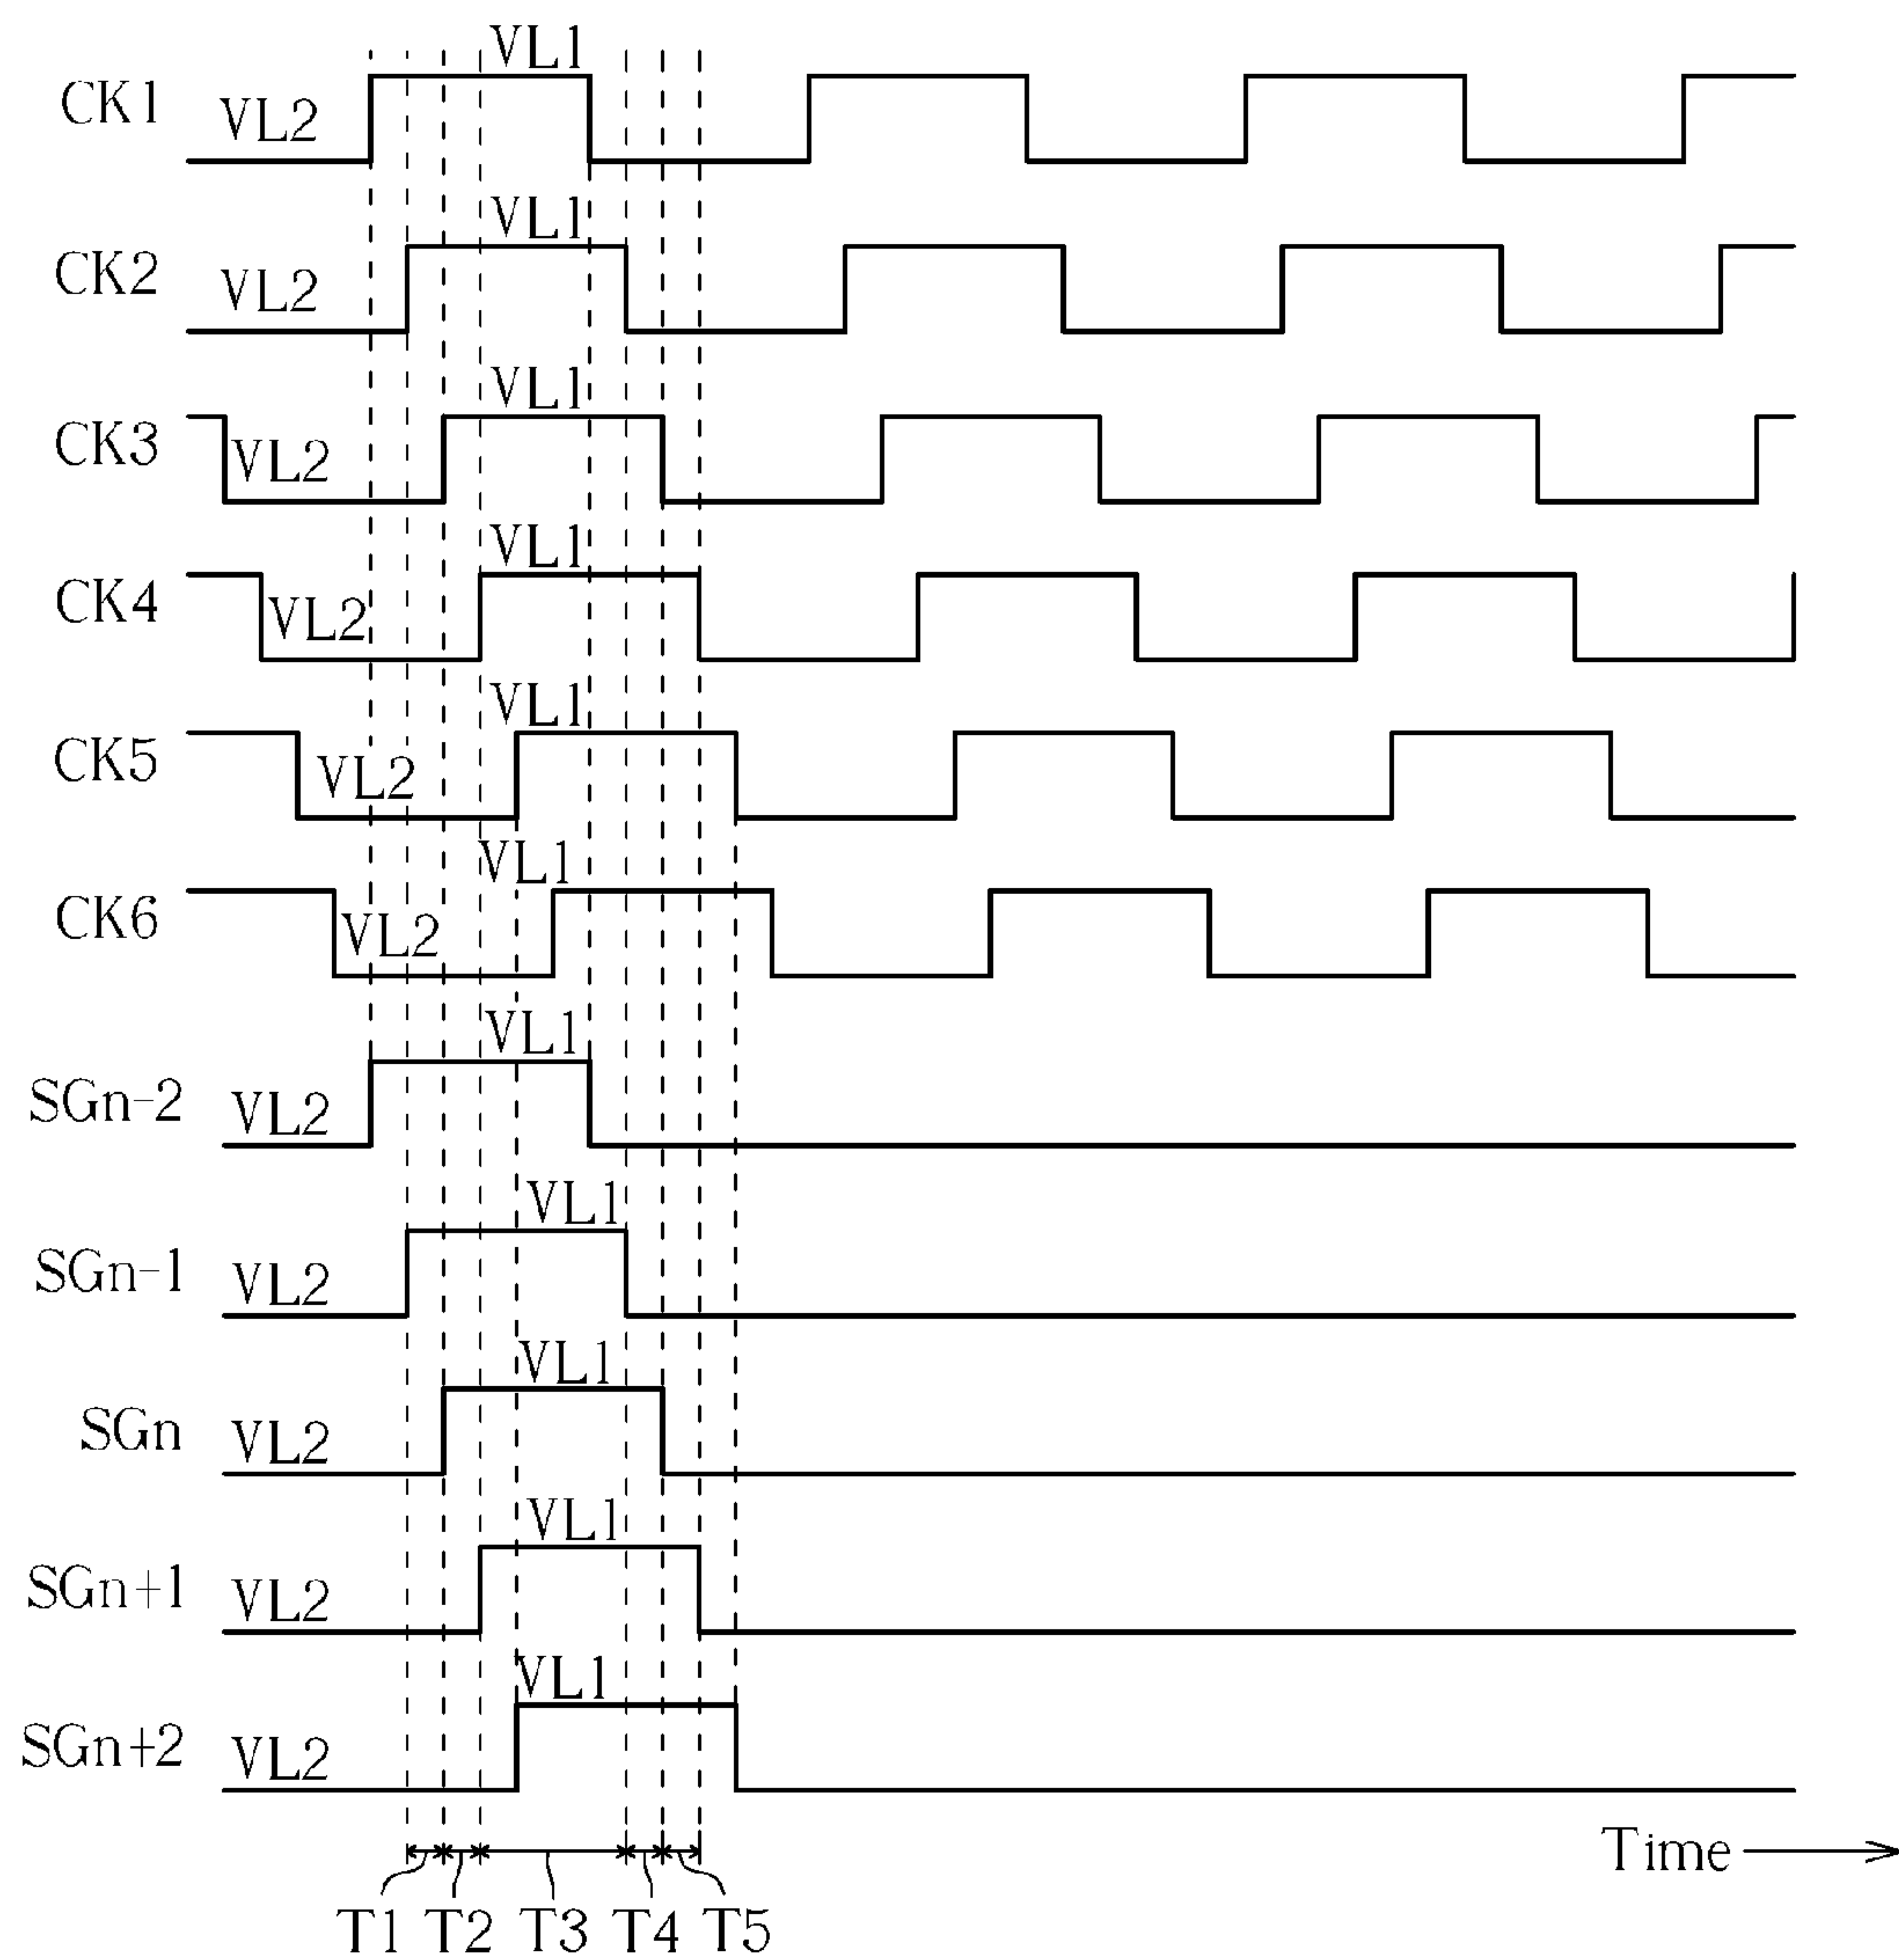 VL1
CK1 VL2
VL1
CK2 VL2
VL1
CK3 VL2
VL1
CK4 VL2
VL1
CK5 VL2
VL1
CK6 VL2
VL1
SGn-2 VL2
VL1
SGn-1 VL2
VL1
SGn VL2
VL1
SGn+1 VL2
VL1
SGn+2 VL2
Time
T1 T2 T3 T4 T5